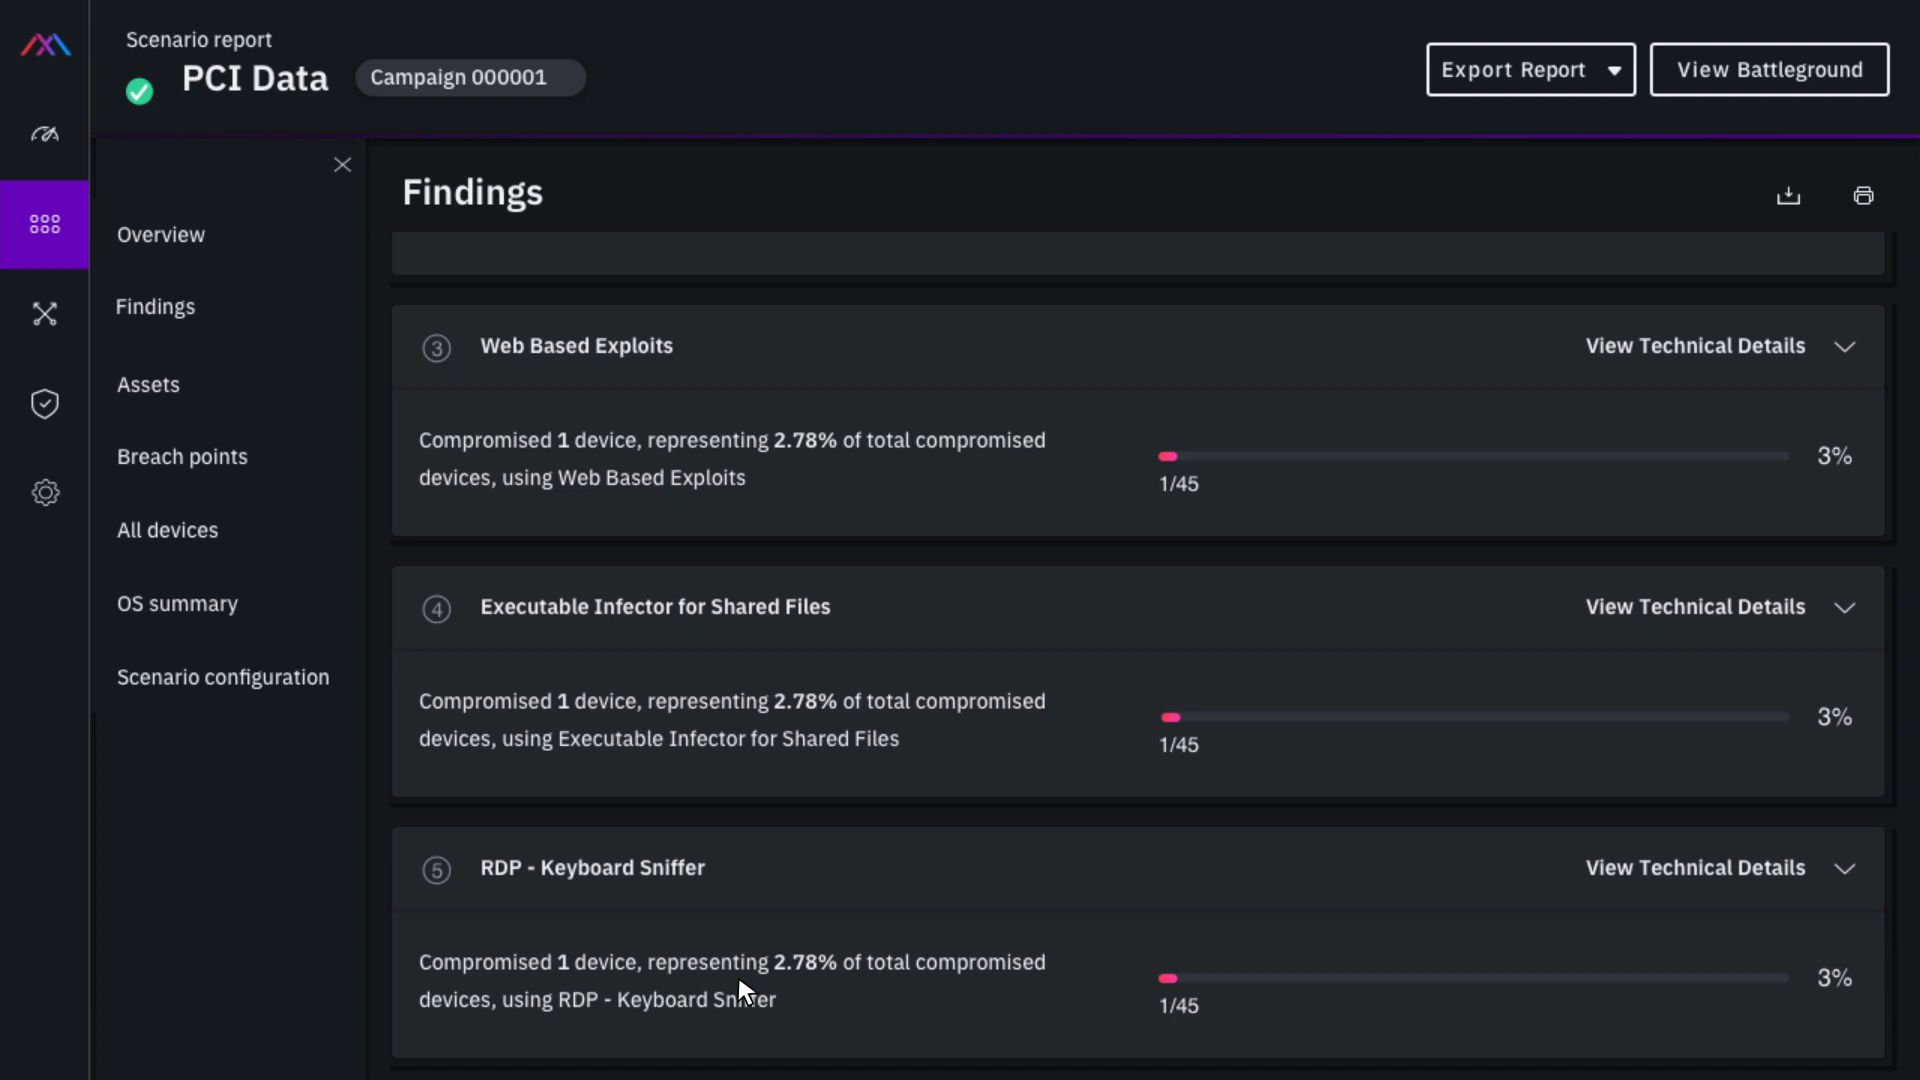 Scenario report
PCI Data
Campaign 000001
Export Report
View Battleground
Overview
Findings
Assets
Breach points
All devices
OS summary
Scenario configuration
Findings
3 Web Based Exploits
View Technical Details
Compromised 1 device, representing 2.78% of total compromised
devices, using Web Based Exploits
3%
1/45
4 Executable Infector for Shared Files
View Technical Details
Compromised 1 device, representing 2.78% of total compromised
devices, using Executable Infector for Shared Files
3%
1/45
5 RDP - Keyboard Sniffer
View Technical Details
Compromised 1 device, representing 2.78% of total compromised
devices, using RDP - Keyboard Sniffer
3%
1/45